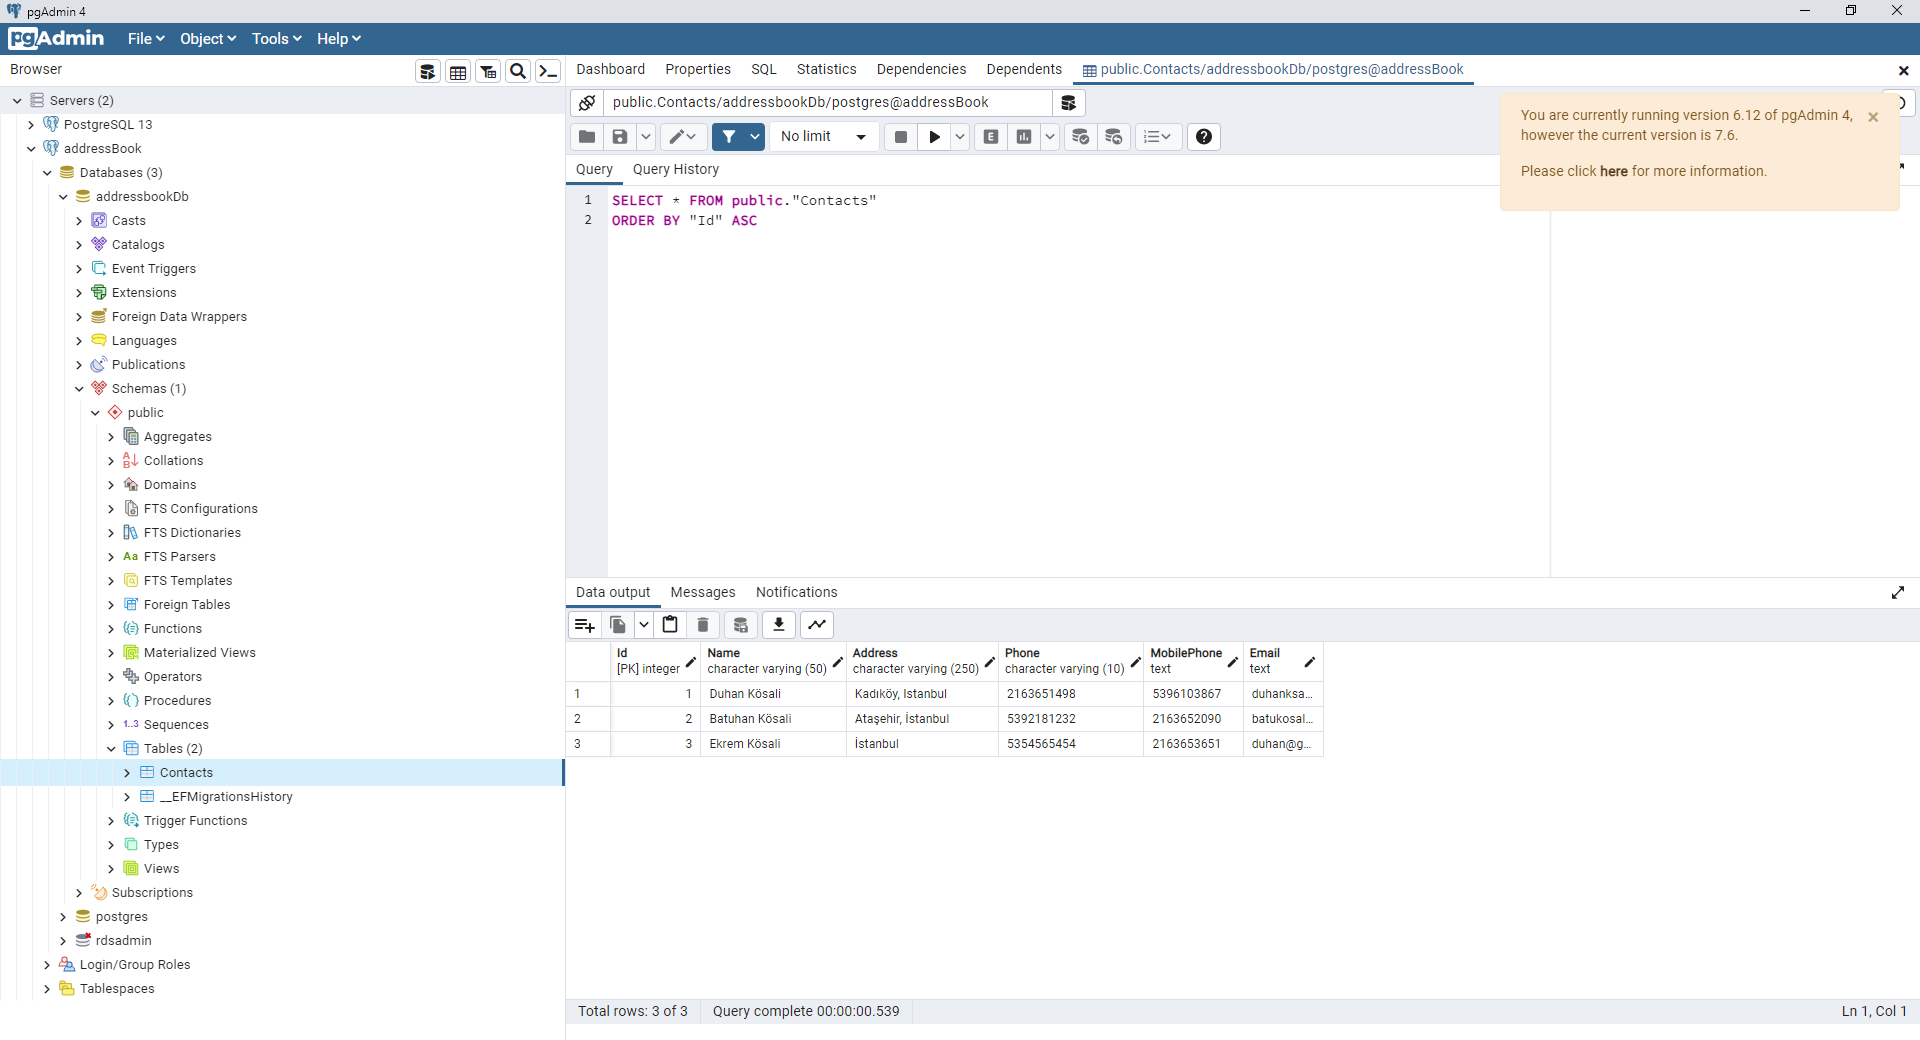 pgAdmin 4
pgAdmin File Object Tools Help
Browser
Dashboard Properties SQL Statistics Dependencies Dependents public.Contacts/addressbookDb/postgres@addressBook
Servers (2)
PostgreSQL 13
addressBook
Databases (3)
addressbookDb
Casts
Catalogs
Event Triggers
Extensions
Foreign Data Wrappers
Languages
Publications
Schemas (1)
public
Aggregates
Collations
Domains
FTS Configurations
FTS Dictionaries
Aa FTS Parsers
FTS Templates
Foreign Tables
Functions
Materialized Views
Operators
Procedures
1..3 Sequences
Tables (2)
Contacts
__EFMigrationsHistory
Trigger Functions
Types
Views
Subscriptions
postgres
rdsadmin
Login/Group Roles
Tablespaces
public.Contacts/addressbookDb/postgres@addressBook
No limit E
You are currently running version 6.12 of pgAdmin 4,
however the current version is 7.6.
Please click here for more information.
Query Query History
1 SELECT * FROM public."Contacts"
2 ORDER BY "Id" ASC
Data output Messages Notifications
Id Name Address Phone MobilePhone Email
[PK] integer character varying (50) character varying (250) character varying (10) text text
1 1 Duhan Kösali Kadıköy, Istanbul 2163651498 5396103867 duhanksa...
2 2 Batuhan Kösali Ataşehir, İstanbul 5392181232 2163652090 batukosal...
3 3 Ekrem Kösali İstanbul 5354565454 2163653651 duhan@g...
Total rows: 3 of 3 Query complete 00:00:00.539 Ln 1, Col 1